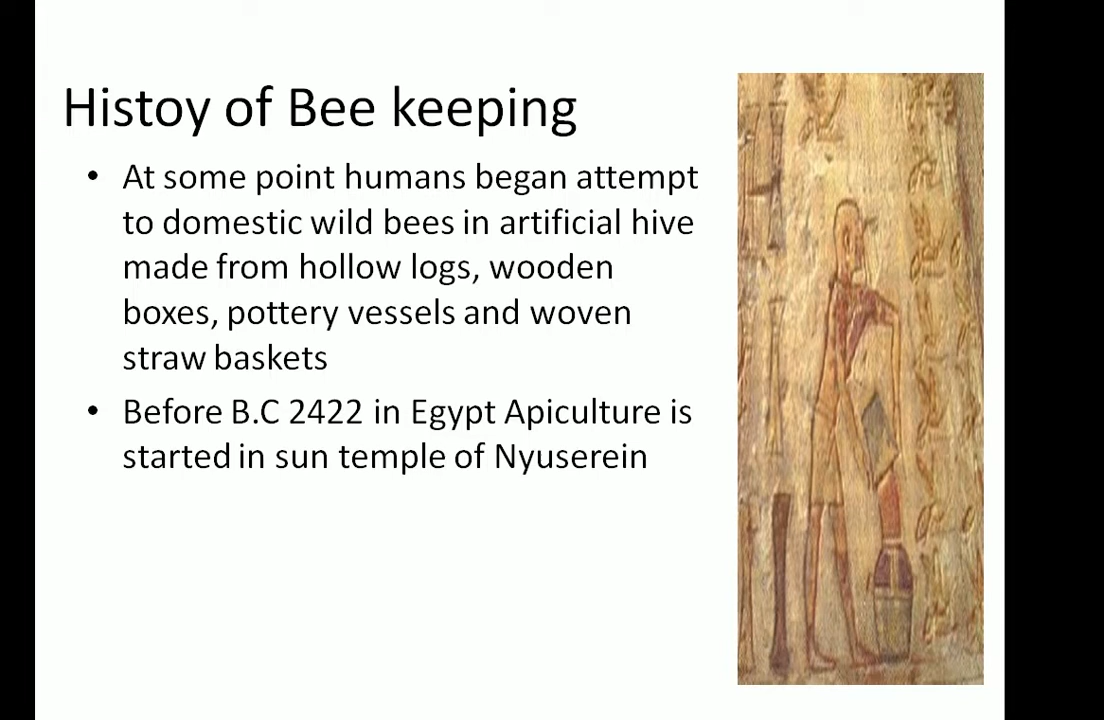 Histoy of Bee keeping
• At some point humans began attempt
to domestic wild bees in artificial hive
made from hollow logs, wooden
boxes, pottery vessels and woven
straw baskets
• Before B.C 2422 in Egypt Apiculture is
started in sun temple of Nyuserein